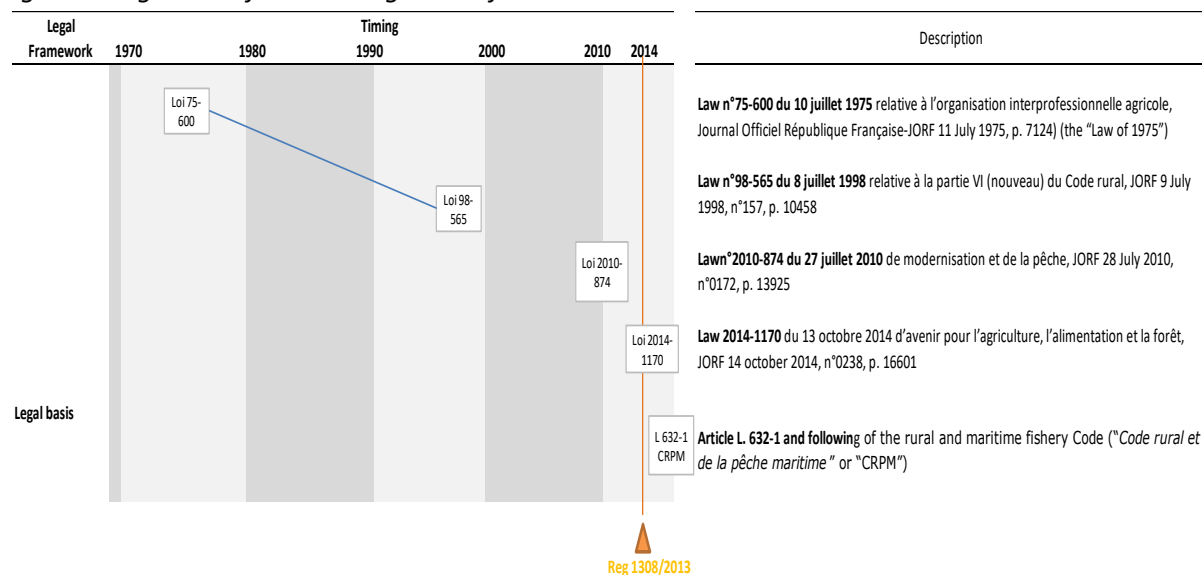 Legal
Framework
Timing
1970 1980 1990 2000 2010 2014
Description
Loi 75-
600
Law n°75-600 du 10 juillet 1975 relative à l'organisation interprofessionnelle agricole,
Journal Officiel République Française-JORF 11 July 1975, p. 7124) (the "Law of 1975")
Loi 98-
565
Law n°98-565 du 8 juillet 1998 relative à la partie VI (nouveau) du Code rural, JORF 9 July
1998, n°157, p. 10458
Loi 2010-
874
Lawn°2010-874 du 27 juillet 2010 de modernisation et de la pêche, JORF 28 July 2010,
n°0172, p. 13925
Loi 2014-
1170
Law 2014-1170 du 13 octobre 2014 d'avenir pour l'agriculture, l'alimentation et la forêt,
JORF 14 october 2014, n°0238, p. 16601
Legal basis
L 632-1
CRPM
Article L. 632-1 and following of the rural and maritime fishery Code ("Code rural et
de la pêche maritime" or "CRPM")
Reg 1308/2013